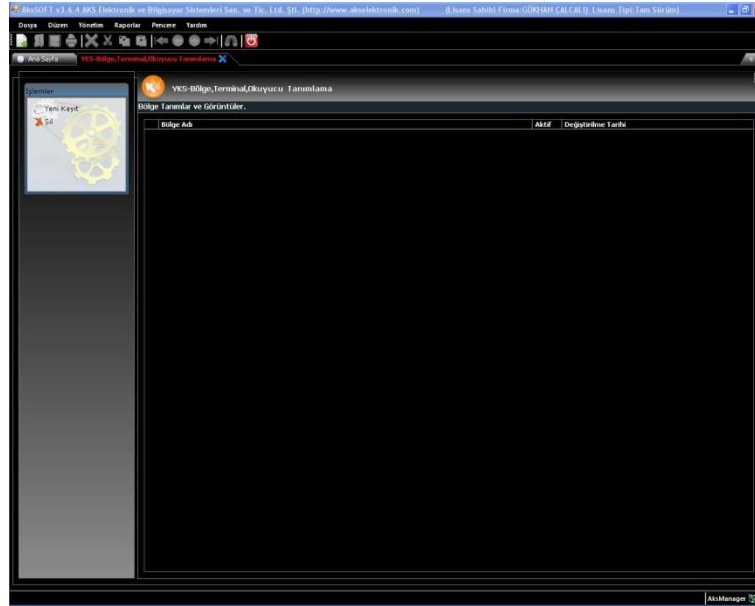 AksSOFT v3.6.4 AKS Elektronik ve Bilgisayar Sistemleri San. ve Tic. Ltd. Şti. (http://www.akselektronik.com) (Lisans Sahibi Firma:GÖKHAN ÇALÇALI) Lisans Tipi:Tam Sürüm)
Dosya Düzen Yönetim Raporlar Pencere Yardım
Ana Sayfa YKS-Bölge,Terminal,Okuyucu Tanımlama
İşlemler
Yeni Kayıt
Sil
YKS-Bölge,Terminal,Okuyucu Tanımlama
Bölge Tanımlar ve Görüntüler.
Bölge Adı Aktif Değiştirilme Tarihi
AksManager